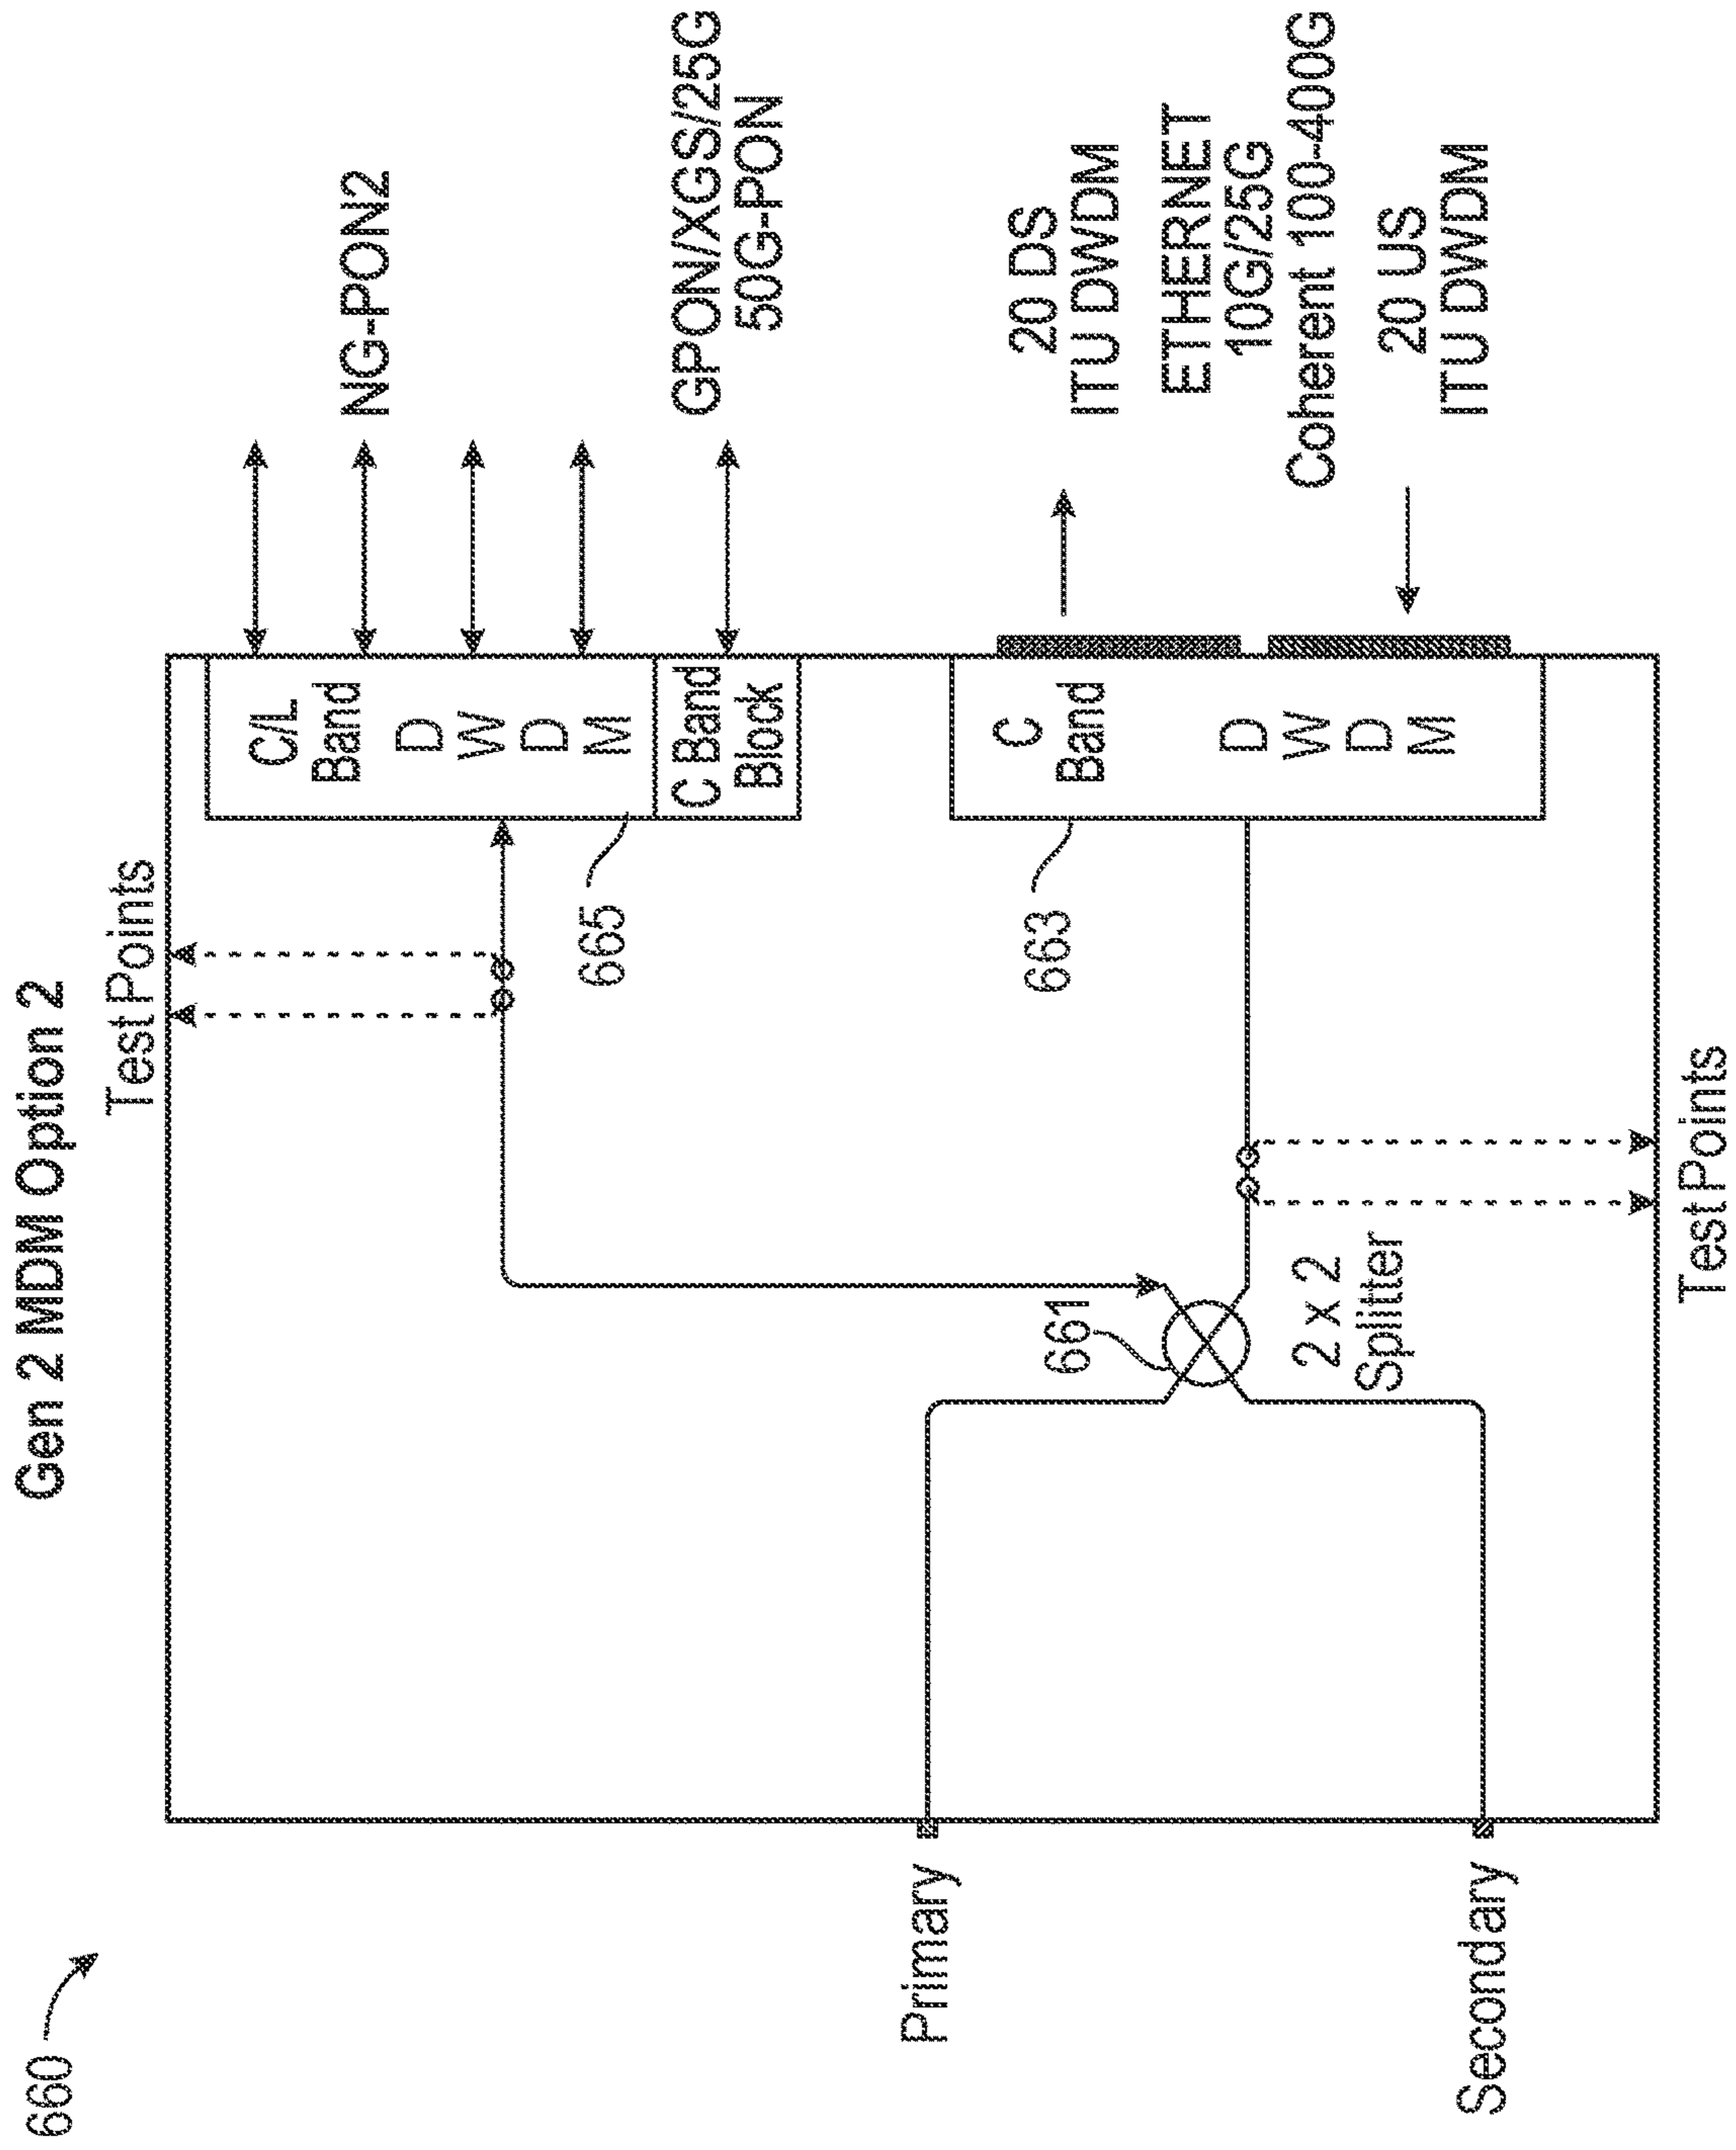 660
Gen 2 MDM Option 2
Test Points
C/L
Band
D
W
D
M
C Band
Block
665
NG-PON2
GPON/XGS/25G
50G-PON
C
Band
D
W
D
M
663
20 DS
ITU DWDM
ETHERNET
10G/25G
Coherent 100-400G
20 US
ITU DWDM
661
2 x 2
Splitter
Primary
Secondary
Test Points